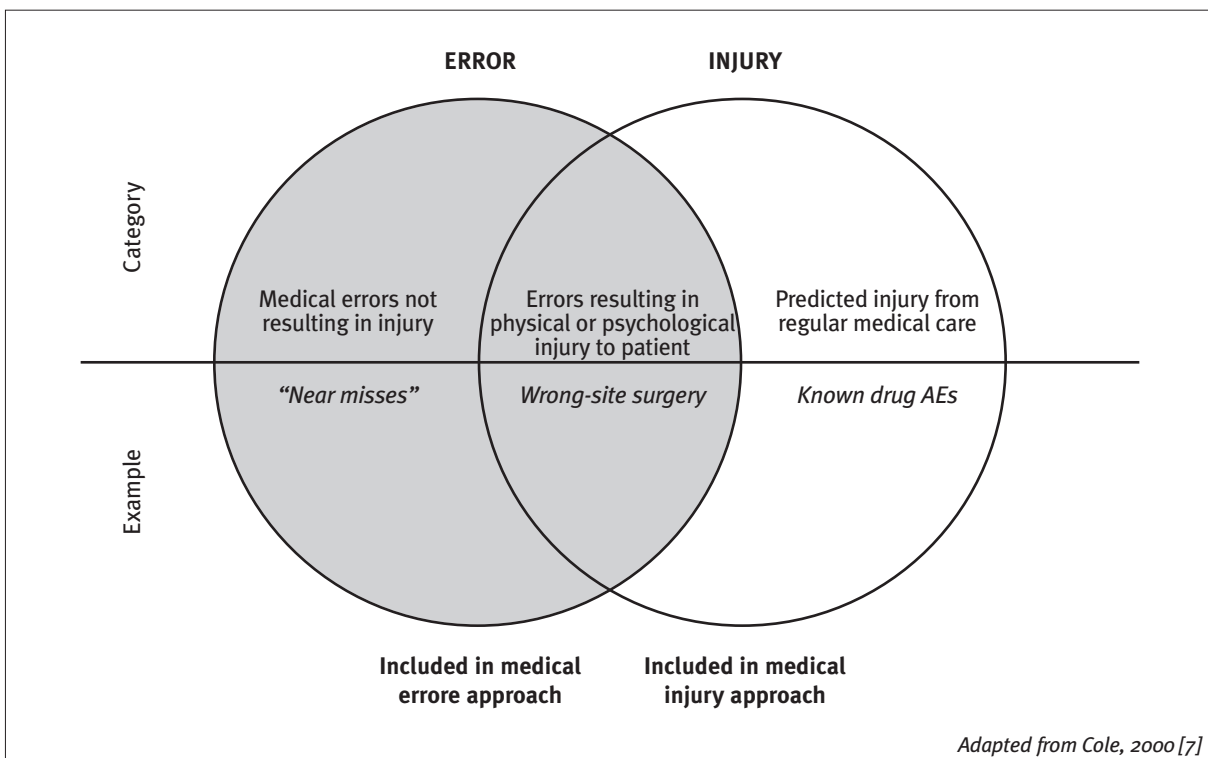 ERROR
INJURY
Category
Medical errors not
resulting in injury
Errors resulting in
physical or psychological
injury to patient
Predicted injury from
regular medical care
Example
“Near misses”
Wrong-site surgery
Known drug AEs
Included in medical
errore approach
Included in medical
injury approach
Adapted from Cole, 2000 [7]